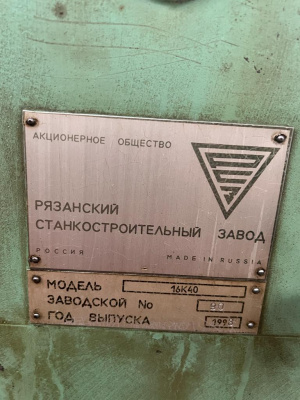 АКЦИОНЕРНОЕ ОБЩЕСТВО
РЯЗАНСКИЙ
СТАНКОСТРОИТЕЛЬНЫЙ ЗАВОД
РОССИЯ MADE IN RUSSIA
МОДЕЛЬ 16К40
ЗАВОДСКОЙ №
ГОД ВЫПУСКА